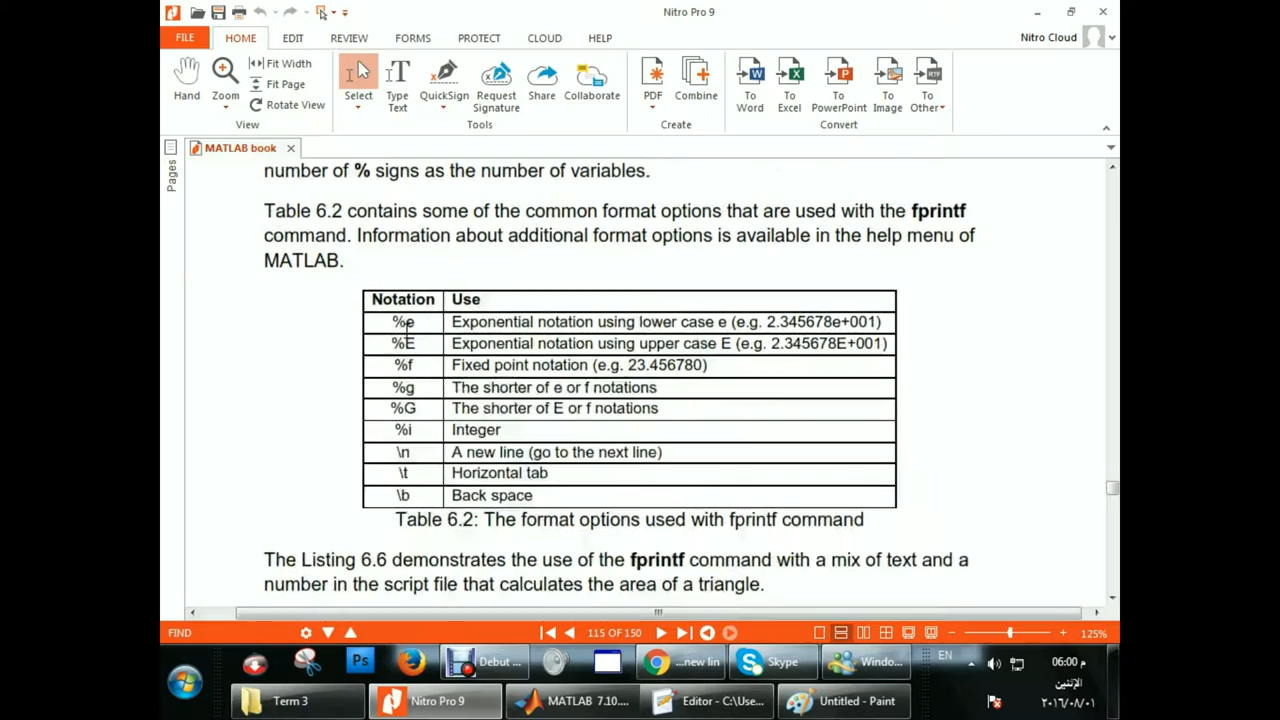 Nitro Pro 9
FILE
HOME
EDIT
REVIEW
FORMS
PROTECT
CLOUD
HELP
Nitro Cloud
Hand
Zoom
Fit Width
Fit Page
Rotate View
View
Select
Type Text
QuickSign
Request Signature
Share
Collaborate
Tools
PDF
Combine
Create
To Word
To Excel
To PowerPoint
To Image
To Other
Convert
MATLAB book
Pages
number of % signs as the number of variables.
Table 6.2 contains some of the common format options that are used with the fprintf
command. Information about additional format options is available in the help menu of
MATLAB.
Notation Use
%e Exponential notation using lower case e (e.g. 2.345678e+001)
%E Exponential notation using upper case E (e.g. 2.345678E+001)
%f Fixed point notation (e.g. 23.456780)
%g The shorter of e or f notations
%G The shorter of E or f notations
%i Integer
\n A new line (go to the next line)
\t Horizontal tab
\b Back space
Table 6.2: The format options used with fprintf command
The Listing 6.6 demonstrates the use of the fprintf command with a mix of text and a
number in the script file that calculates the area of a triangle.
FIND
115 OF 150
125%
Ps
Debut ...
...new lin
Skype
Windo...
EN
06:00 م
الإثنين
٢٠١٦/٠٨/٠١
Term 3
Nitro Pro 9
MATLAB 7.10....
Editor - C:\Use...
Untitled - Paint